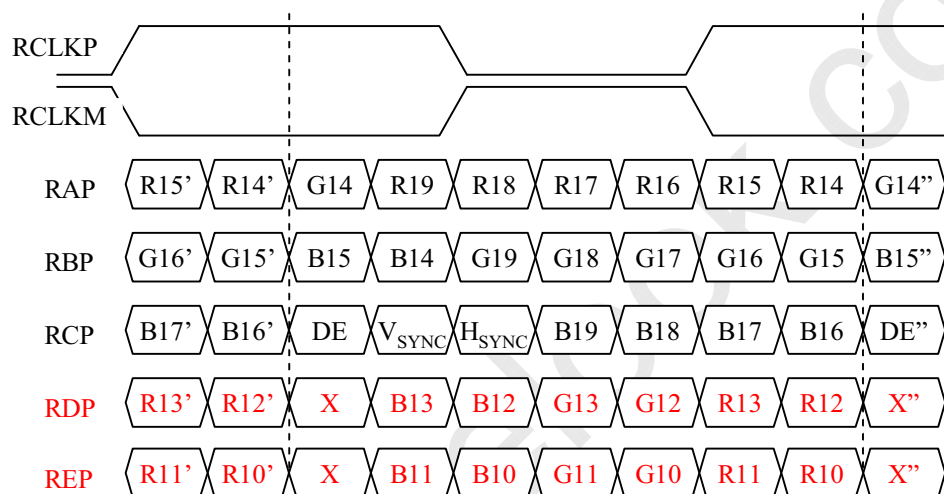 RCLKP
RCLKM
RAP R15’ R14’ G14 R19 R18 R17 R16 R15 R14 G14”
RBP G16’ G15’ B15 B14 G19 G18 G17 G16 G15 B15”
RCP B17’ B16’ DE VSYNC HSYNC B19 B18 B17 B16 DE”
RDP R13’ R12’ X B13 B12 G13 G12 R13 R12 X”
REP R11’ R10’ X B11 B10 G11 G10 R11 R10 X”